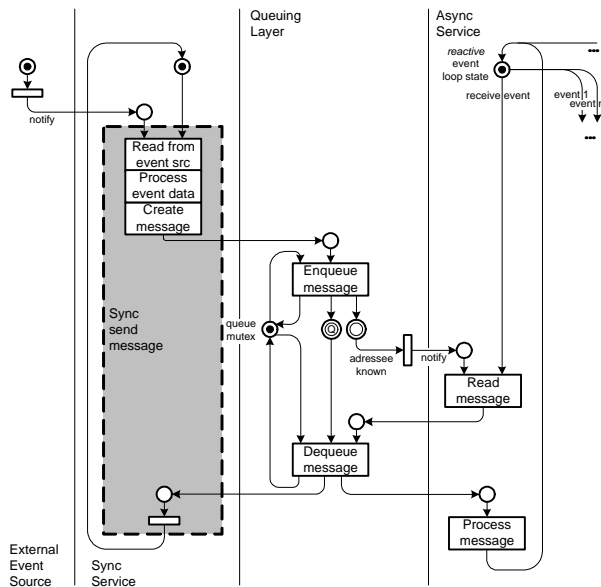 Queuing
Layer
Async
Service
reactive
event
loop state
...
receive event
event 1
event n
...
notify
Read from
event src
Process
event data
Create
message
Enqueue
message
Sync
send
message
queue
mutex
Q
adressee
known
notify
Read
message
Dequeue
message
Process
message
External
Event
Source
Sync
Service